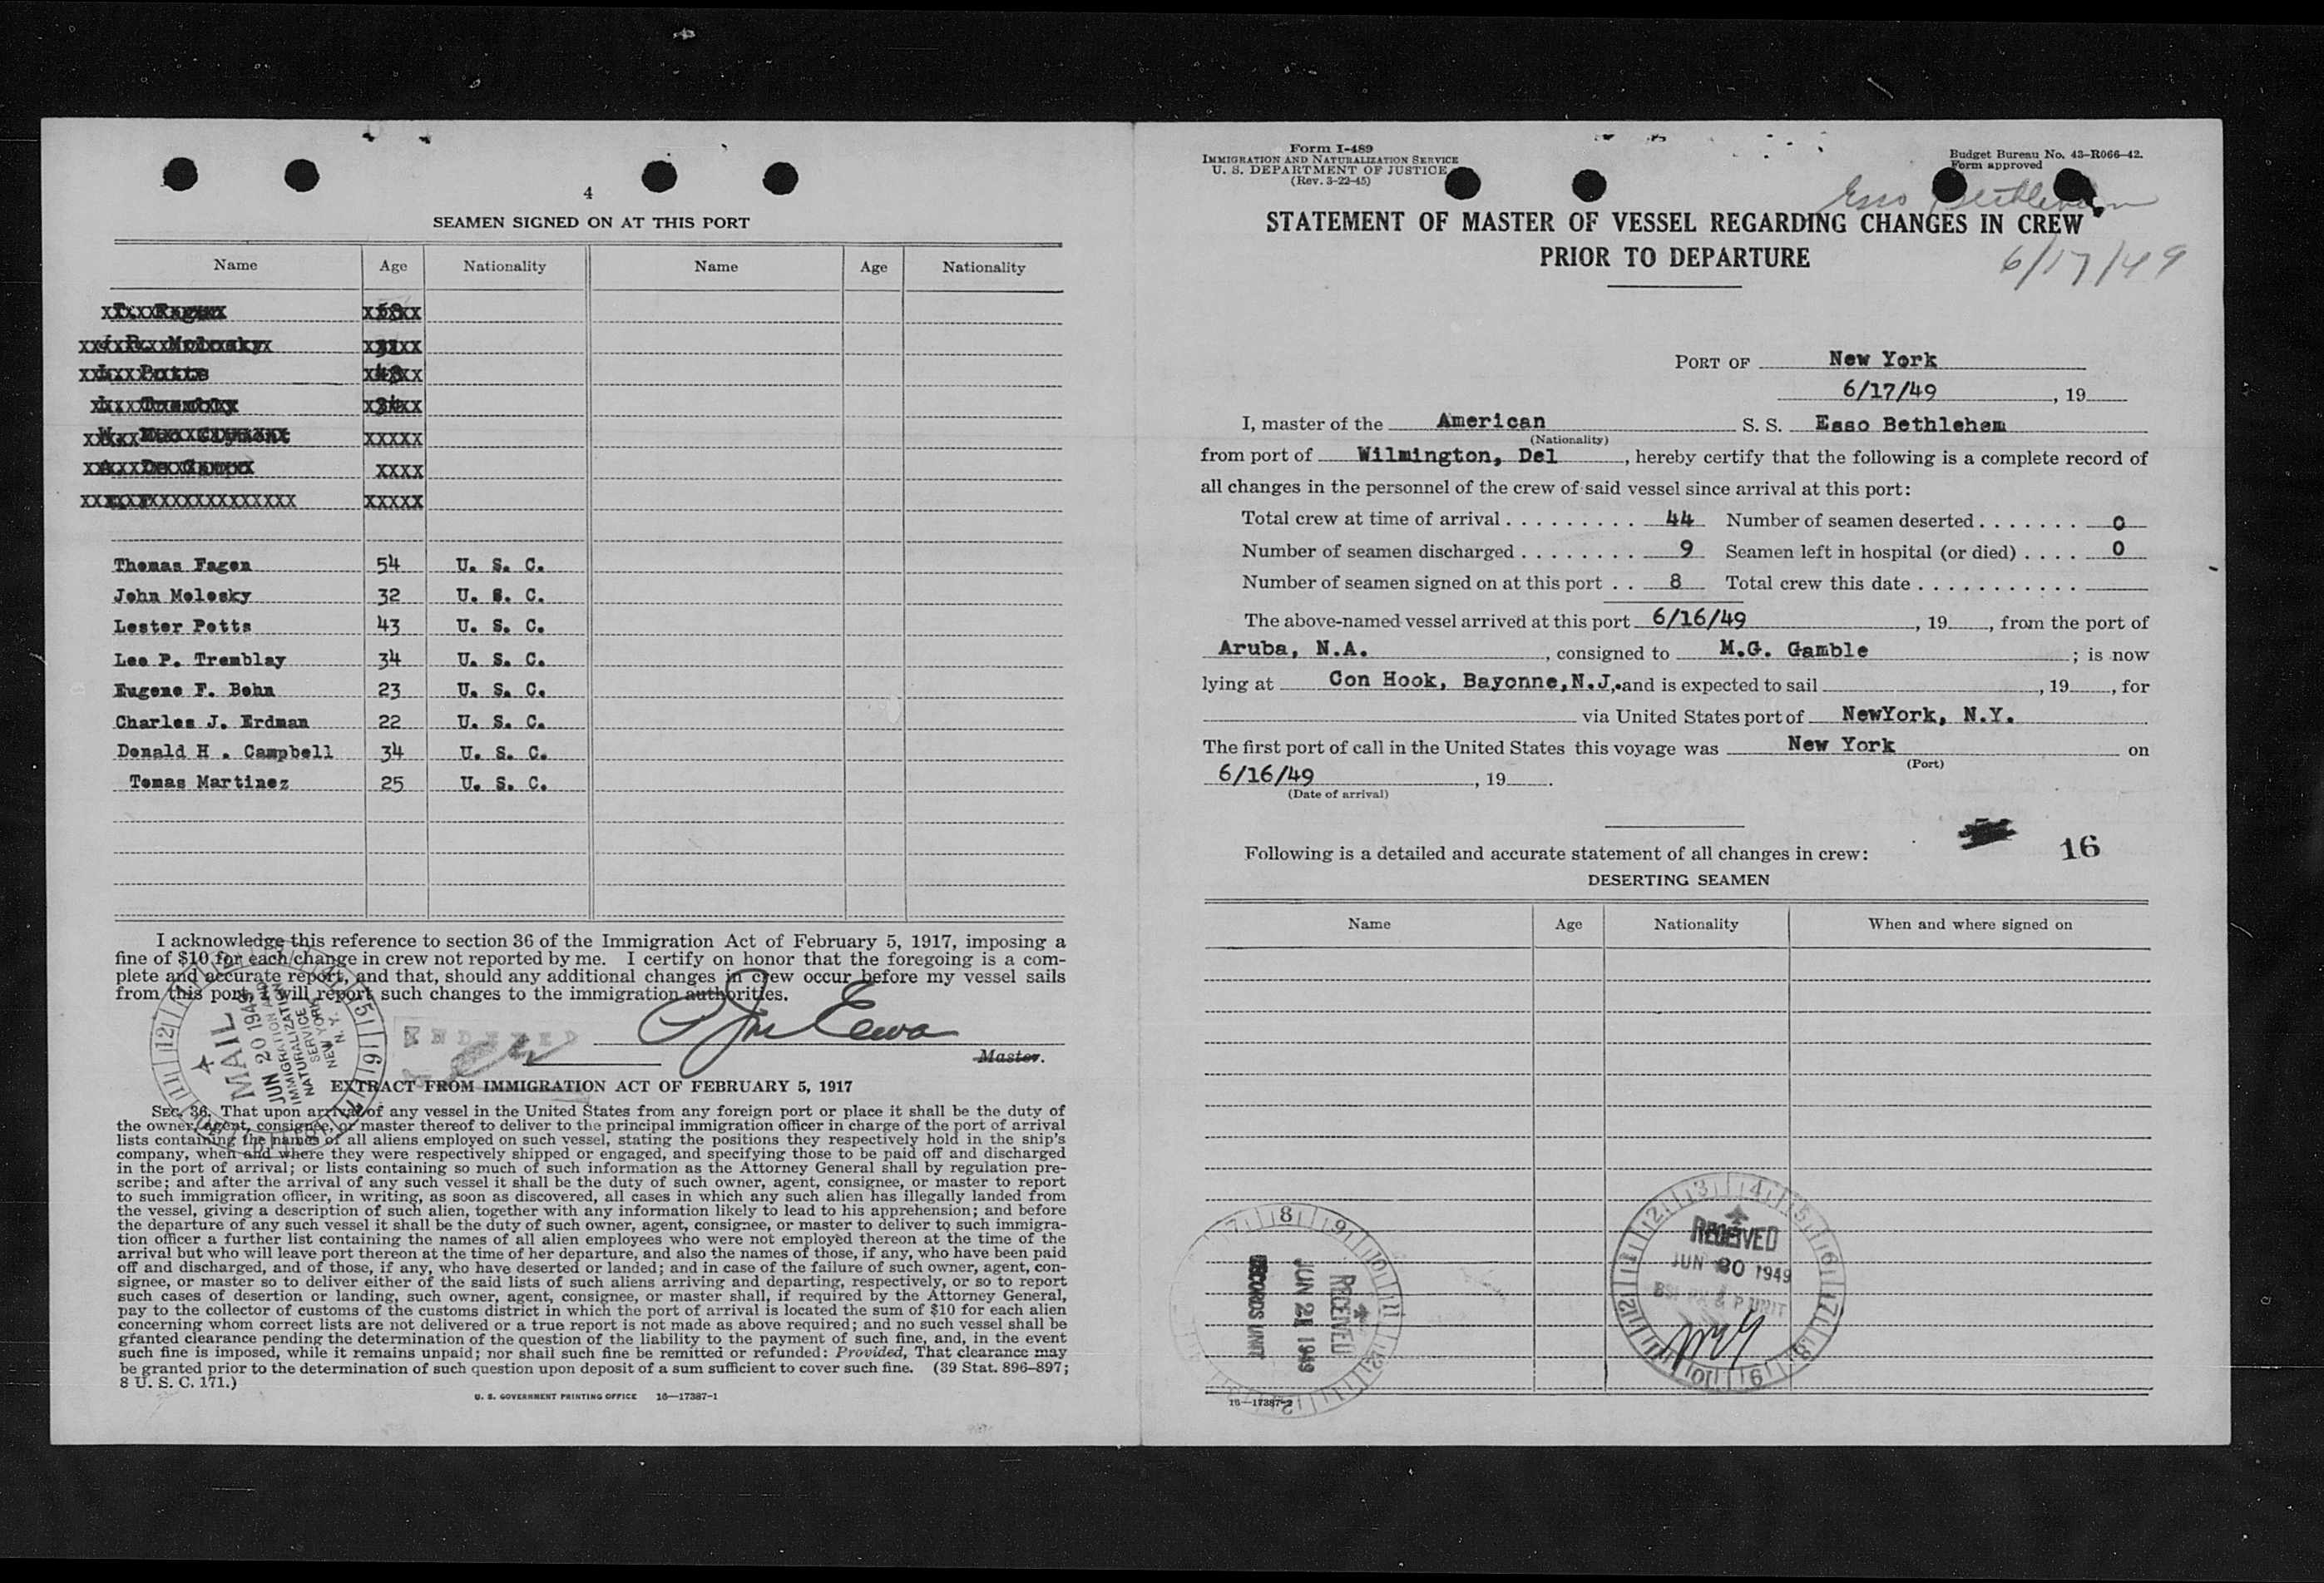 4
SEAMEN SIGNED ON AT THIS PORT
Name Age Nationality Name Age Nationality
Thomas Fagen 54 U. S. C.
John Molosky 32 U. S. C.
Lester Potts 43 U. S. C.
Leo P. Tremblay 34 U. S. C.
Eugene F. Bohn 23 U. S. C.
Charles J. Erdman 22 U. S. C.
Donald H . Campbell 34 U. S. C.
Tomas Martinez 25 U. S. C.
I acknowledge this reference to section 36 of the Immigration Act of February 5, 1917, imposing a
fine of $10 for each change in crew not reported by me. I certify on honor that the foregoing is a com-
plete and accurate report, and that, should any additional changes in crew occur before my vessel sails
from this port, I will report such changes to the immigration authorities.
MAIL
JUN 20 1949
IMMIGRATION AND
NATURALIZATION
SERVICE
NEW YORK
N. Y.
INDEXED
Master.
EXTRACT FROM IMMIGRATION ACT OF FEBRUARY 5, 1917
SEC. 36. That upon arrival of any vessel in the United States from any foreign port or place it shall be the duty of
the owner, agent, consignee, or master thereof to deliver to the principal immigration officer in charge of the port of arrival
lists containing the names of all aliens employed on such vessel, stating the positions they respectively hold in the ship's
company, when and where they were respectively shipped or engaged, and specifying those to be paid off and discharged
in the port of arrival; or lists containing so much of such information as the Attorney General shall by regulation pre-
scribe; and after the arrival of any such vessel it shall be the duty of such owner, agent, consignee, or master to report
to such immigration officer, in writing, as soon as discovered, all cases in which any such alien has illegally landed from
the vessel, giving a description of such alien, together with any information likely to lead to his apprehension; and before
the departure of any such vessel it shall be the duty of such owner, agent, consignee, or master to deliver to such immigra-
tion officer a further list containing the names of all alien employees who were not employed thereon at the time of the
arrival but who will leave port thereon at the time of her departure, and also the names of those, if any, who have been paid
off and discharged, and of those, if any, who have deserted or landed; and in case of the failure of such owner, agent, con-
signee, or master so to deliver either of the said lists of such aliens arriving and departing, respectively, or so to report
such cases of desertion or landing, such owner, agent, consignee, or master shall, if required by the Attorney General,
pay to the collector of customs of the customs district in which the port of arrival is located the sum of $10 for each alien
concerning whom correct lists are not delivered or a true report is not made as above required; and no such vessel shall be
granted clearance pending the determination of the question of the liability to the payment of such fine, and, in the event
such fine is imposed, while it remains unpaid; nor shall such fine be remitted or refunded: Provided, That clearance may
be granted prior to the determination of such question upon deposit of a sum sufficient to cover such fine. (39 Stat. 896–897;
8 U. S. C. 171.)
U. S. GOVERNMENT PRINTING OFFICE 16—17387-1
Form I-489
IMMIGRATION AND NATURALIZATION SERVICE
U. S. DEPARTMENT OF JUSTICE
(Rev. 3-22-45)
Budget Bureau No. 43-R066-42.
Form approved
Esso Bethlehem
STATEMENT OF MASTER OF VESSEL REGARDING CHANGES IN CREW
PRIOR TO DEPARTURE
6/17/49
PORT OF New York
6/17/49, 19
I, master of the American S. S. Esso Bethlehem
(Nationality)
from port of Wilmington, Del, hereby certify that the following is a complete record of
all changes in the personnel of the crew of said vessel since arrival at this port:
Total crew at time of arrival . . . . . . . . . 44 Number of seamen deserted . . . . . . . 0
Number of seamen discharged . . . . . . . . 9 Seamen left in hospital (or died) . . . . 0
Number of seamen signed on at this port . . 8 Total crew this date . . . . . . . . . . .
The above-named vessel arrived at this port 6/16/49, 19, from the port of
Aruba, N.A., consigned to M.G. Gamble; is now
lying at Con Hook, Bayonne,N.J,. and is expected to sail, 19, for
via United States port of NewYork, N.Y.
The first port of call in the United States this voyage was New York on
(Port)
6/16/49, 19.
(Date of arrival)
16
Following is a detailed and accurate statement of all changes in crew:
DESERTING SEAMEN
Name Age Nationality When and where signed on
RECEIVED
JUN 21 1949
RECORDS UNIT
RECEIVED
JUN 20 1949
16—17387-2